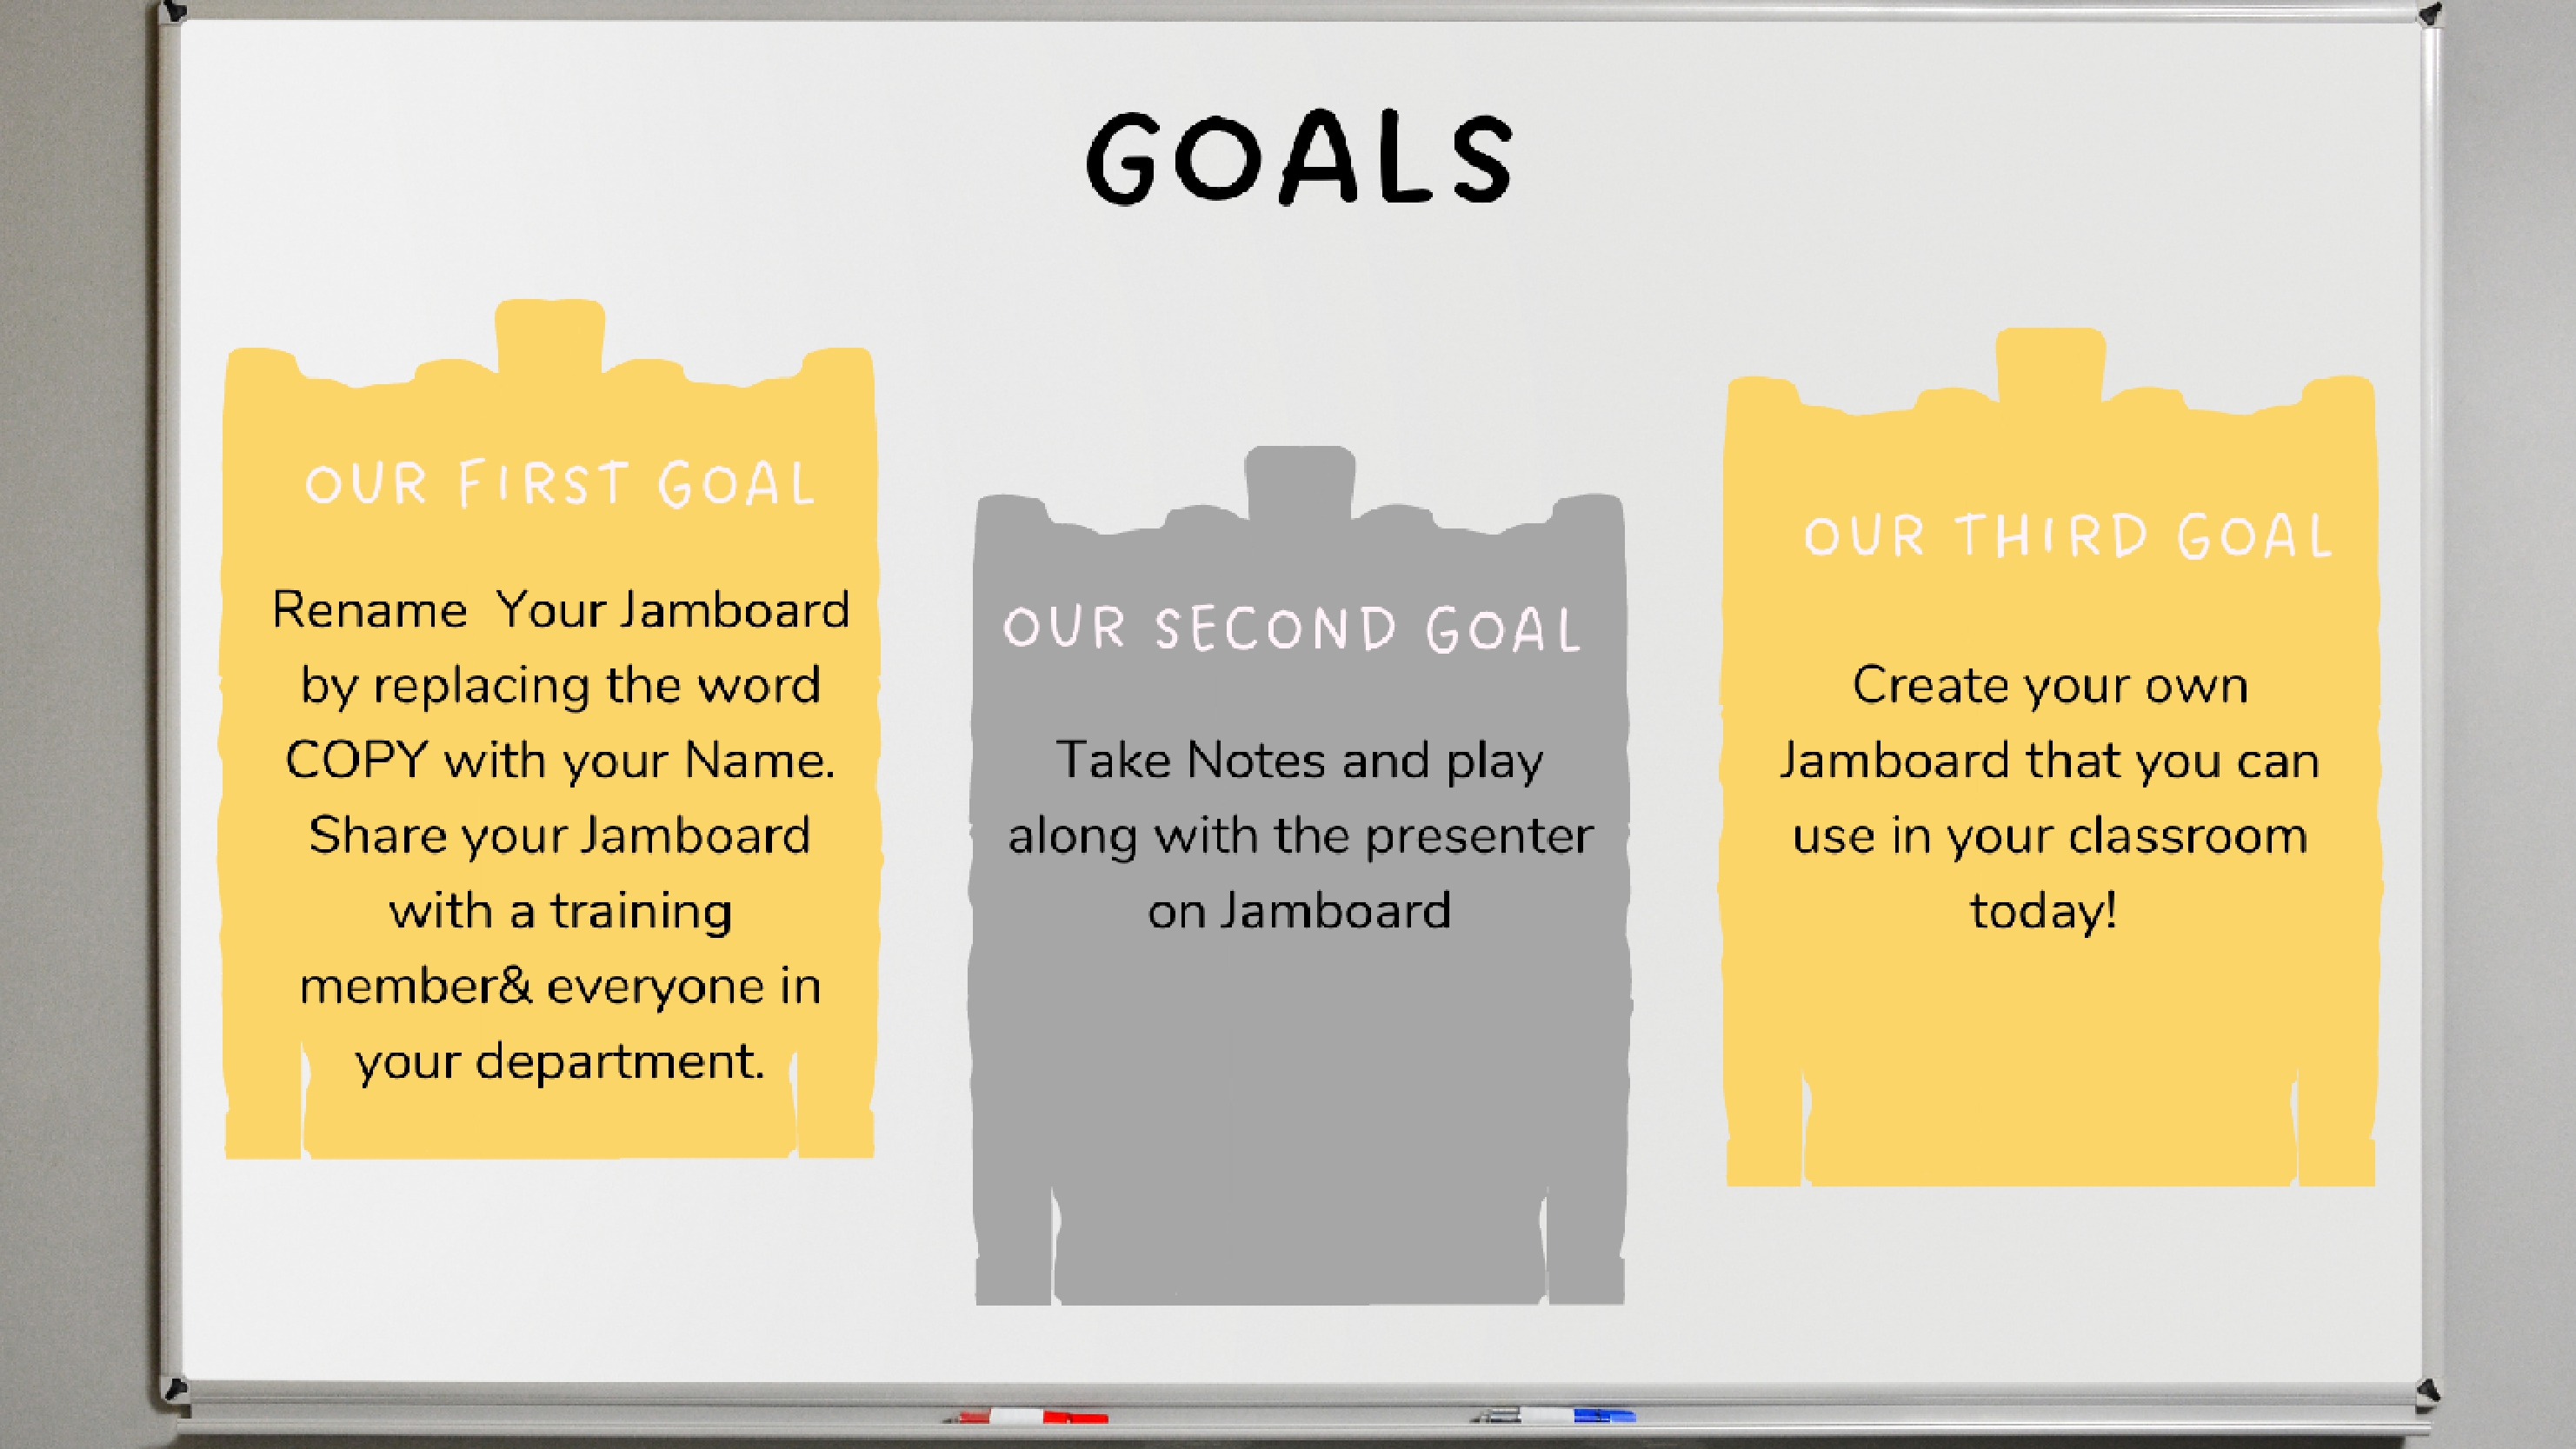 GOALS
OUR FIRST GOAL
Rename  Your Jamboard
by replacing the word
COPY with your Name.
Share your Jamboard
with a training
member& everyone in
your department.
OUR SECOND GOAL
Take Notes and play
along with the presenter
on Jamboard
OUR THIRD GOAL
Create your own
Jamboard that you can
use in your classroom
today!